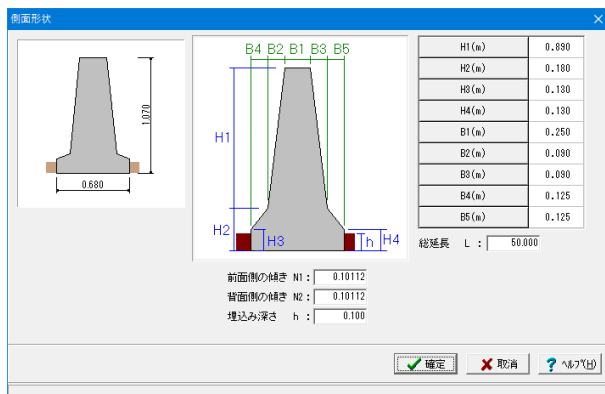 側面形状
1.070
0.680
B4 B2 B1 B3 B5
H1
H2
H3
h
H4
H1(m) 0.890
H2(m) 0.180
H3(m) 0.130
H4(m) 0.130
B1(m) 0.250
B2(m) 0.090
B3(m) 0.090
B4(m) 0.125
B5(m) 0.125
総延長 L : 50.000
前面側の傾き N1: 0.10112
背面側の傾き N2: 0.10112
埋込み深さ h : 0.100
確定 取消 ? ヘルプ(H)